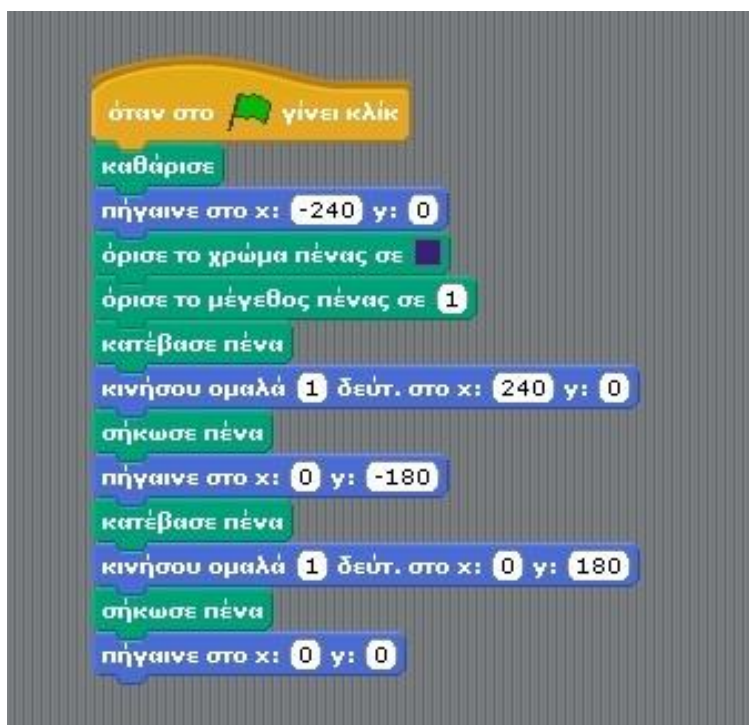 όταν στο γίνει κλίκ
καθάρισε
πήγαινε στο x: -240 y: 0
όρισε το χρώμα πένας σε
όρισε το μέγεθος πένας σε 1
κατέβασε πένα
κινήσου ομαλά 1 δεύτ. στο x: 240 y: 0
σήκωσε πένα
πήγαινε στο x: 0 y: -180
κατέβασε πένα
κινήσου ομαλά 1 δεύτ. στο x: 0 y: 180
σήκωσε πένα
πήγαινε στο x: 0 y: 0